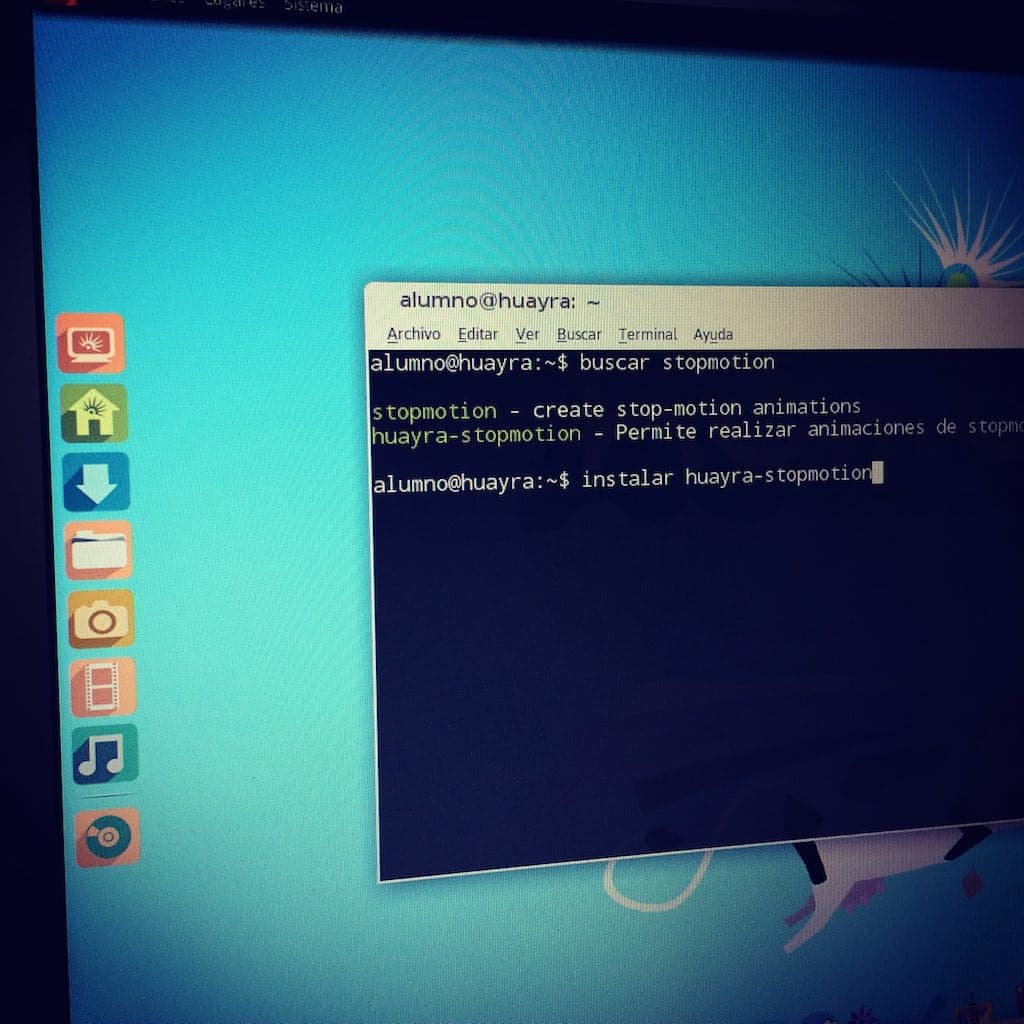 Lugares Sistema
alumno@huayra: ~
Archivo Editar Ver Buscar Terminal Ayuda
alumno@huayra:~$ buscar stopmotion
stopmotion - create stop-motion animations
huayra-stopmotion - Permite realizar animaciones de stopmo
alumno@huayra:~$ instalar huayra-stopmotion